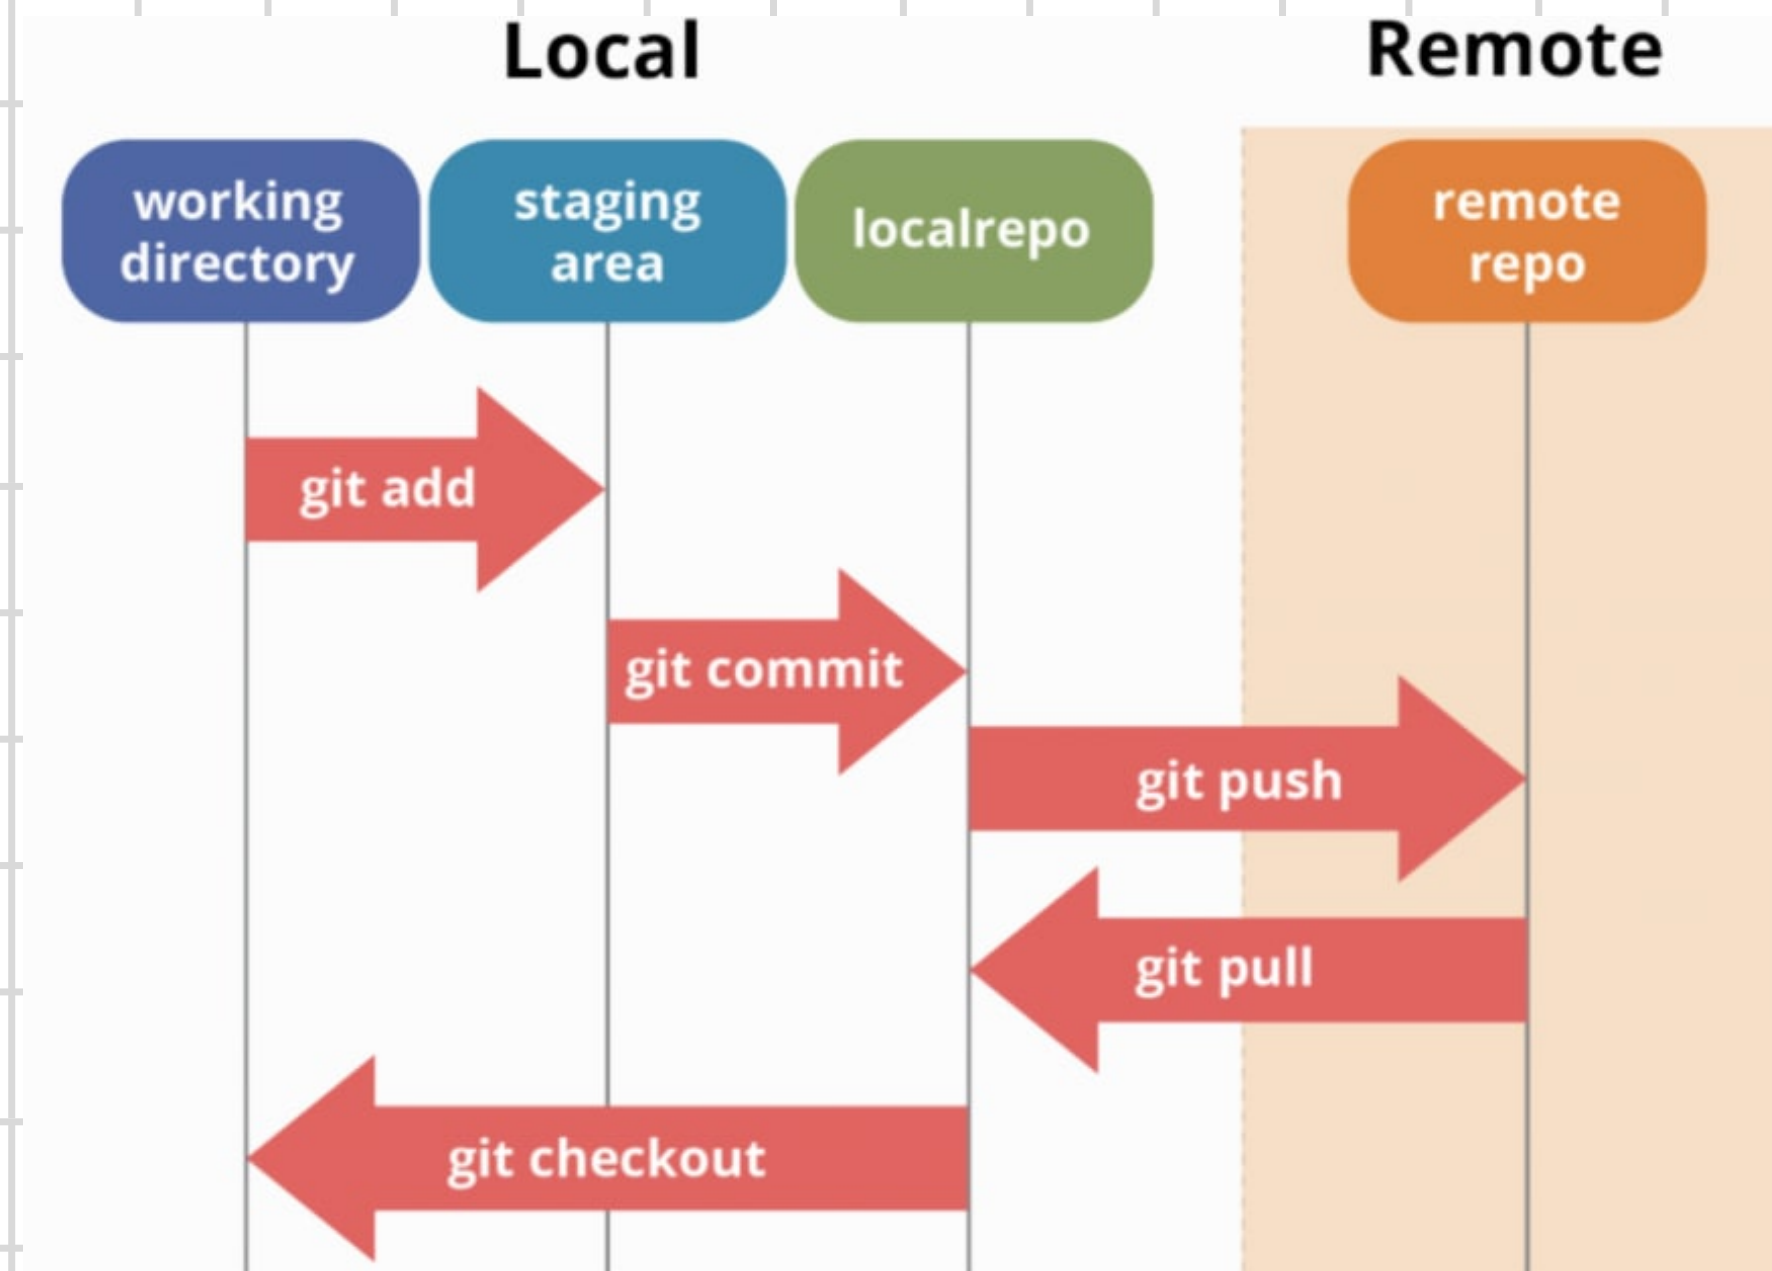 Local
Remote
working
directory
staging
area
localrepo
remote
repo
git add
git commit
git push
git pull
git checkout